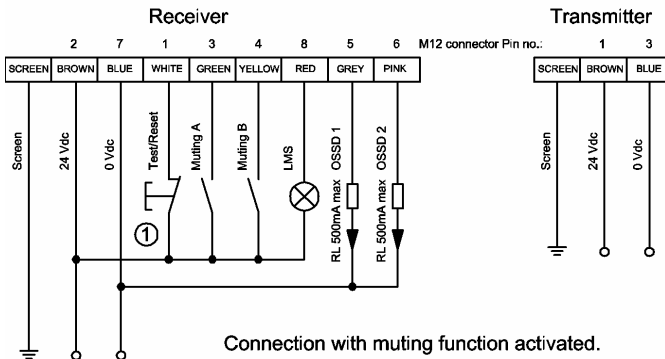 Receiver
Transmitter
2 7 1 3 4 8 5 6 M12 connector Pin no.: 1 3
SCREEN BROWN BLUE WHITE GREEN YELLOW RED GREY PINK
SCREEN BROWN BLUE
Screen
24 Vdc
0 Vdc
Test/Reset
Muting A
Muting B
LMS
RL 500mA max OSSD 1
RL 500mA max OSSD 2
Screen
24 Vdc
0 Vdc
1
Connection with muting function activated.